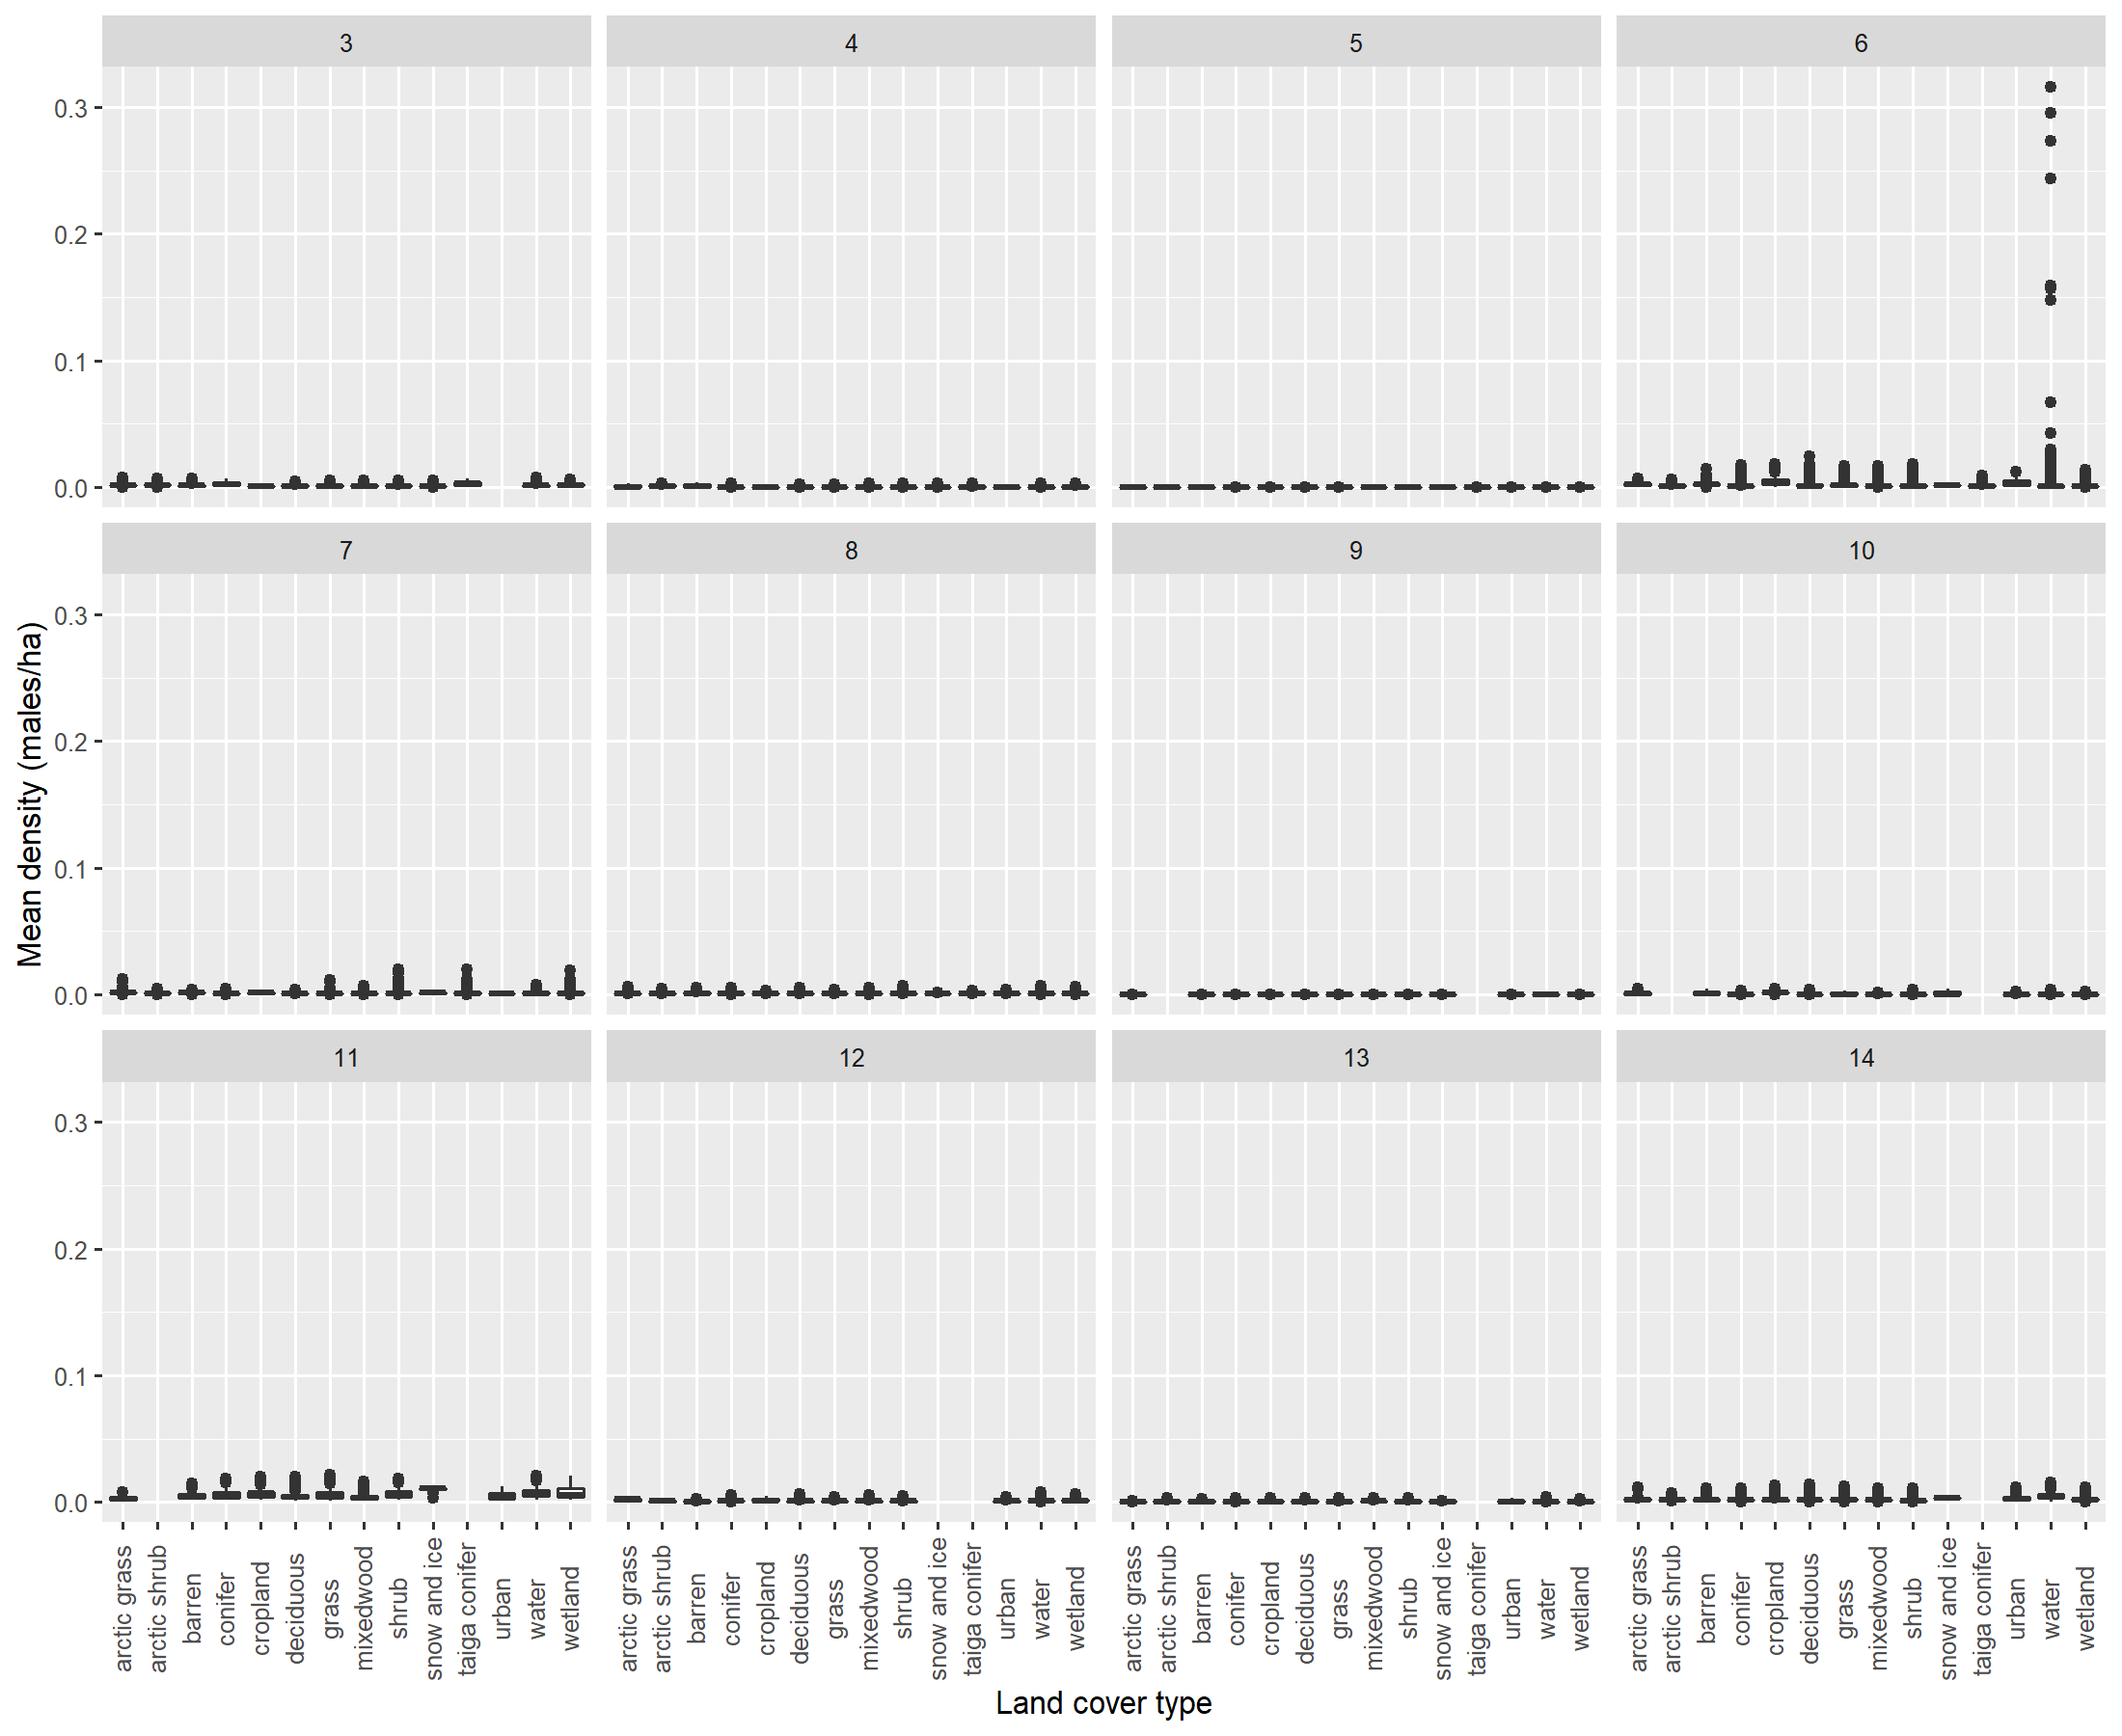 3 4 5 6
0.3
0.2
0.1
0.0
7 8 9 10
0.3
0.2
0.1
0.0
11 12 13 14
0.3
0.2
0.1
0.0
Mean density (males/ha)
arctic grass arctic shrub barren conifer cropland deciduous grass mixedwood shrub snow and ice taiga conifer urban water wetland
arctic grass arctic shrub barren conifer cropland deciduous grass mixedwood shrub snow and ice taiga conifer urban water wetland
arctic grass arctic shrub barren conifer cropland deciduous grass mixedwood shrub snow and ice taiga conifer urban water wetland
arctic grass arctic shrub barren conifer cropland deciduous grass mixedwood shrub snow and ice taiga conifer urban water wetland
Land cover type